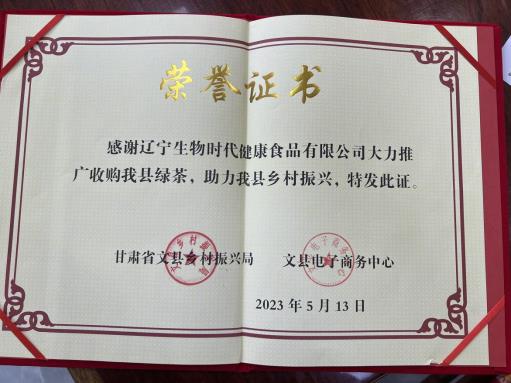 荣誉证书
感谢辽宁生物时代健康食品有限公司大力推
广收购我县绿茶，助力我县乡村振兴，特发此证。
甘肃省文县乡村振兴局 文县电子商务中心
2023年5月13日